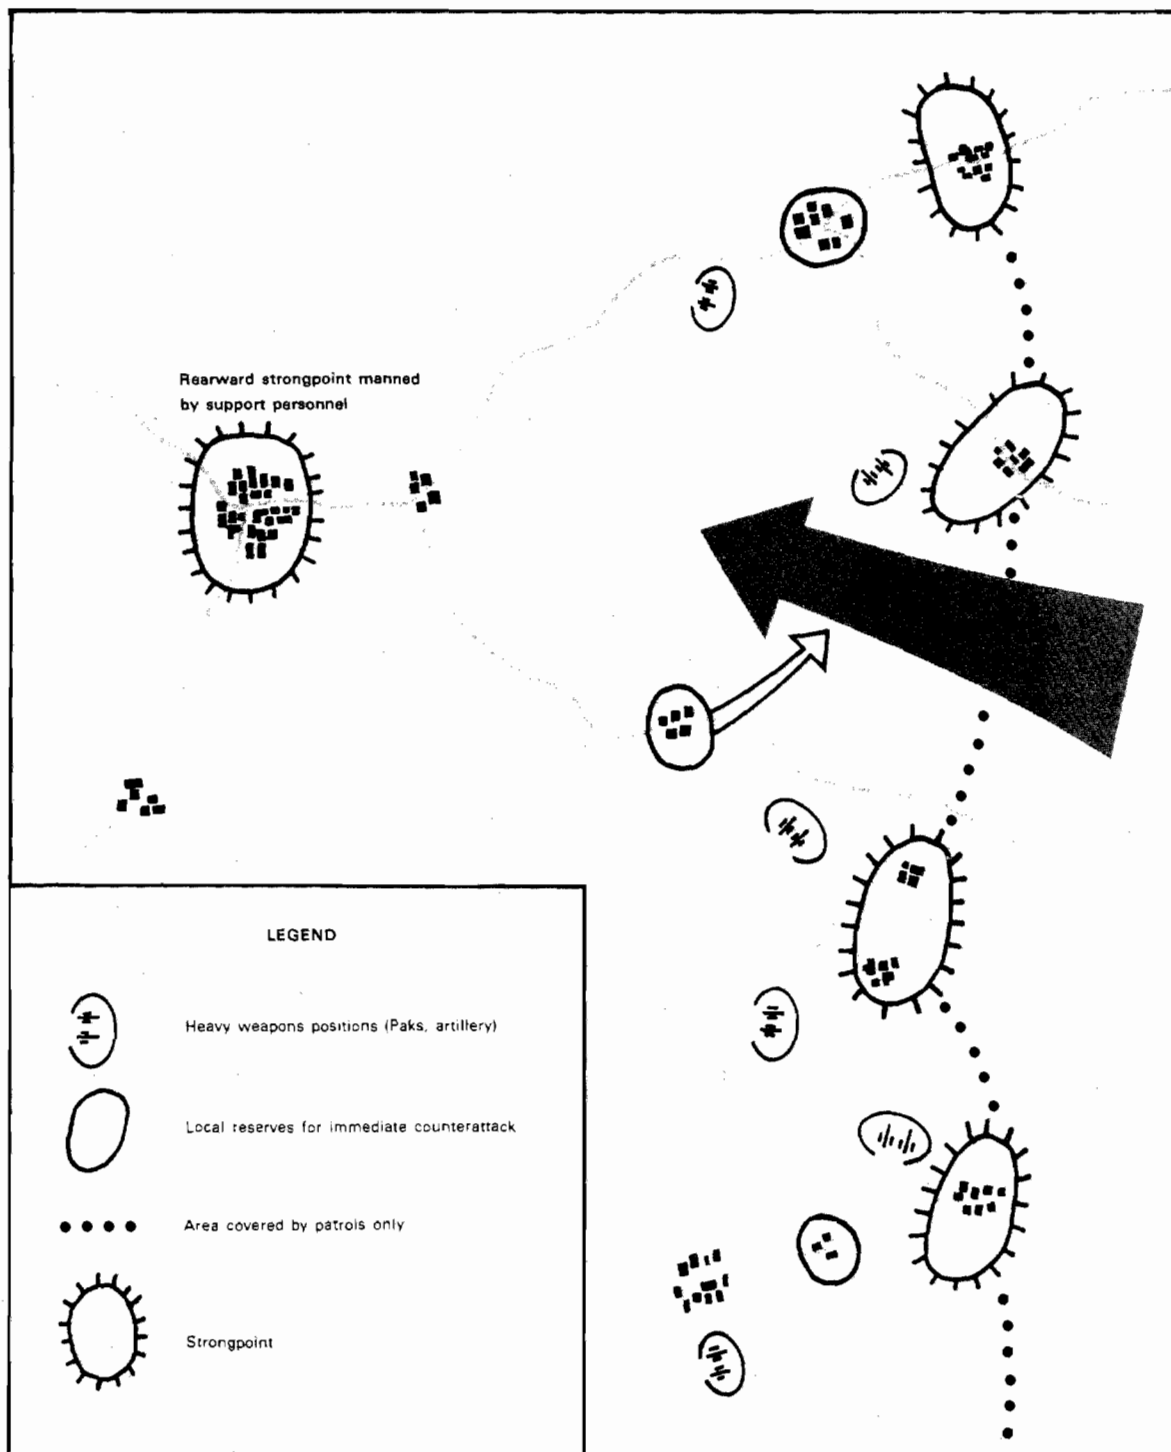 Rearward strongpoint manned
by support personnel
LEGEND
Heavy weapons positions (Paks, artillery)
Local reserves for immediate counterattack
Area covered by patrols only
Strongpoint